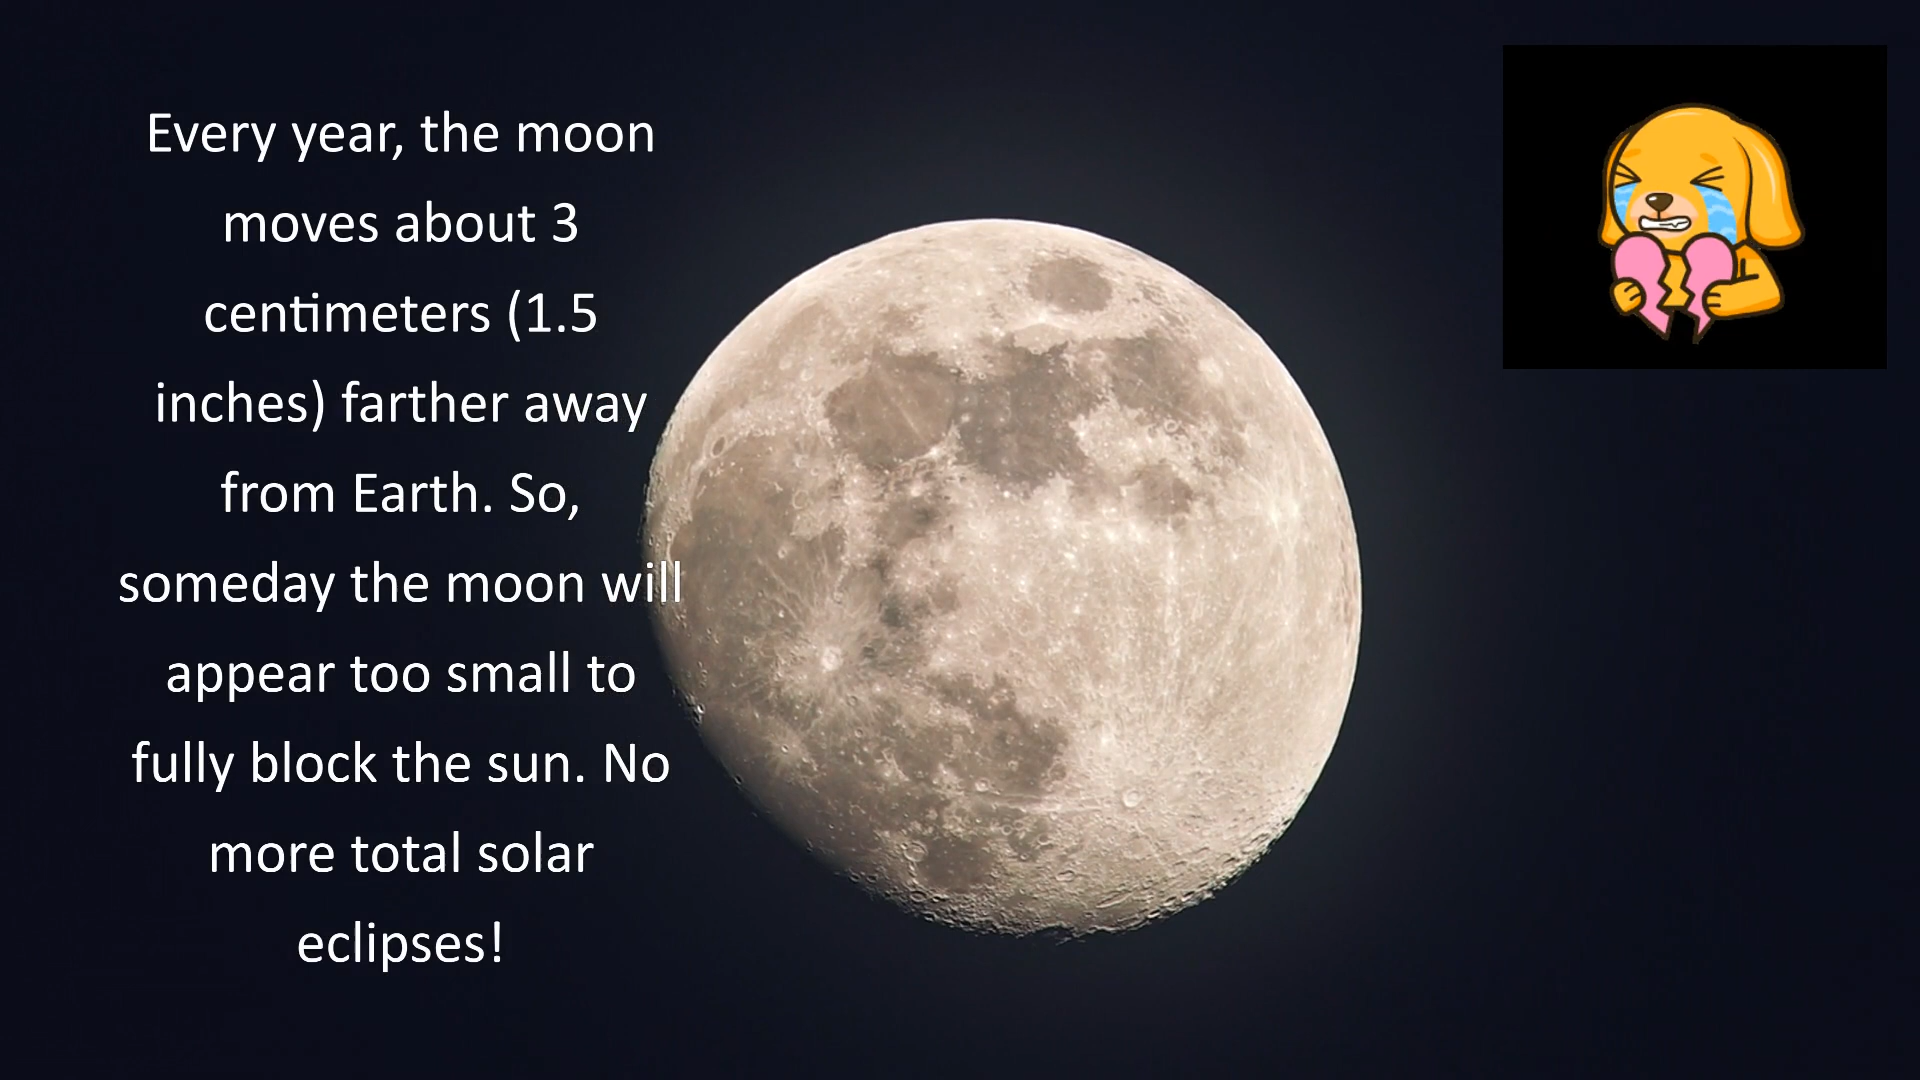 Every year, the moon
moves about 3
centimeters (1.5
inches) farther away
from Earth. So,
someday the moon will
appear too small to
fully block the sun. No
more total solar
eclipses!